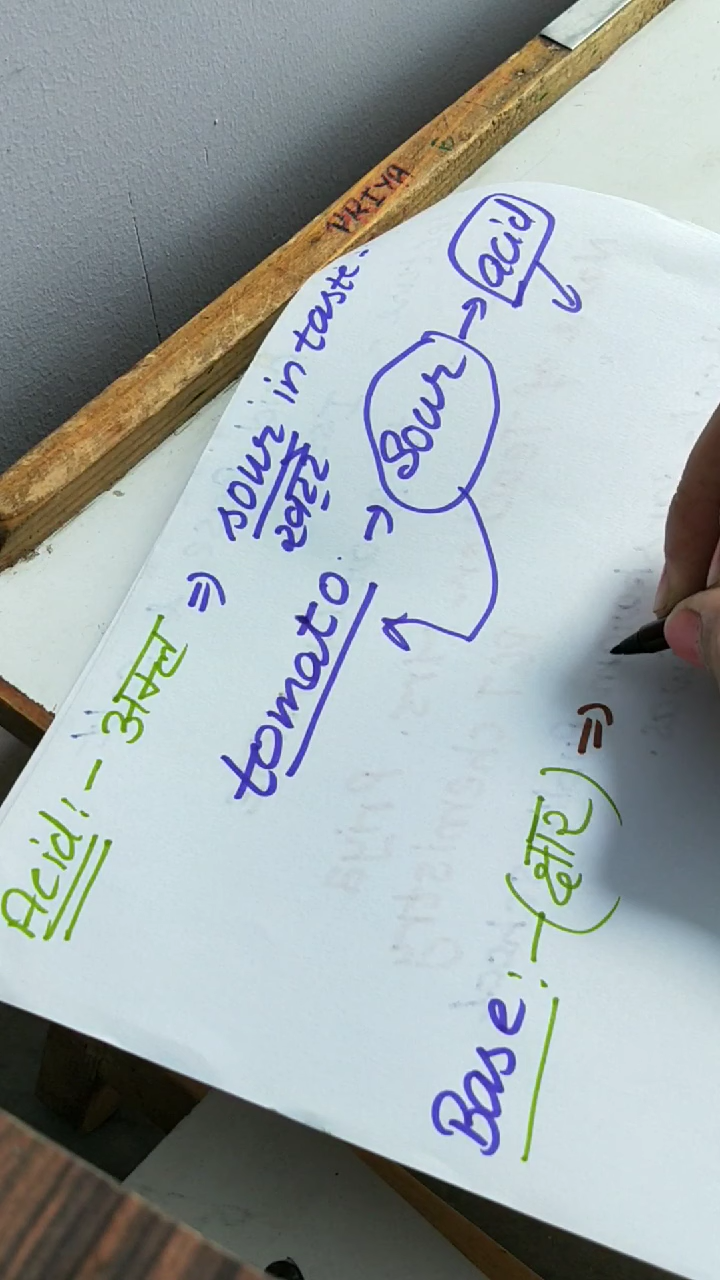 PRIYA
Acid:- अम्ल ⇒ sour in taste.
खट्टा
tomato → Sour → acid
Base:- (क्षार) ⇒